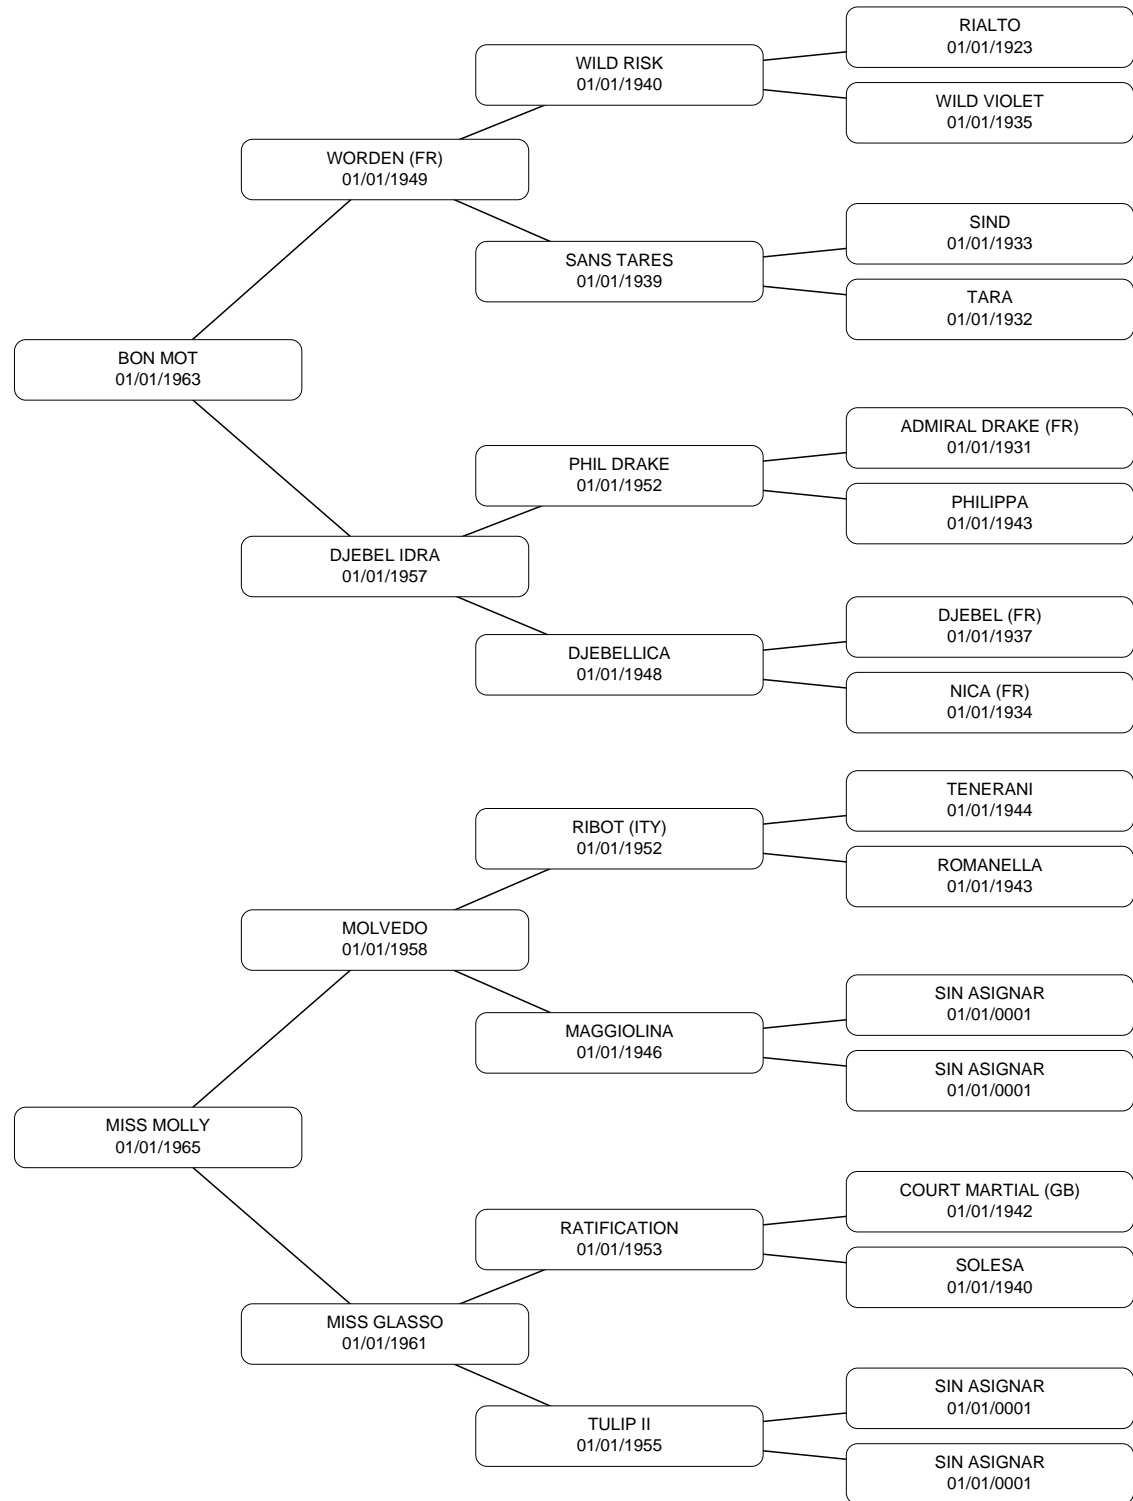 RIALTO
01/01/1923
WILD RISK
01/01/1940
WILD VIOLET
01/01/1935
WORDEN (FR)
01/01/1949
SIND
01/01/1933
SANS TARES
01/01/1939
TARA
01/01/1932
BON MOT
01/01/1963
ADMIRAL DRAKE (FR)
01/01/1931
PHIL DRAKE
01/01/1952
PHILIPPA
01/01/1943
DJEBEL IDRA
01/01/1957
DJEBEL (FR)
01/01/1937
DJEBELLICA
01/01/1948
NICA (FR)
01/01/1934
TENERANI
01/01/1944
RIBOT (ITY)
01/01/1952
ROMANELLA
01/01/1943
MOLVEDO
01/01/1958
SIN ASIGNAR
01/01/0001
MAGGIOLINA
01/01/1946
SIN ASIGNAR
01/01/0001
MISS MOLLY
01/01/1965
COURT MARTIAL (GB)
01/01/1942
RATIFICATION
01/01/1953
SOLESA
01/01/1940
MISS GLASSO
01/01/1961
SIN ASIGNAR
01/01/0001
TULIP II
01/01/1955
SIN ASIGNAR
01/01/0001